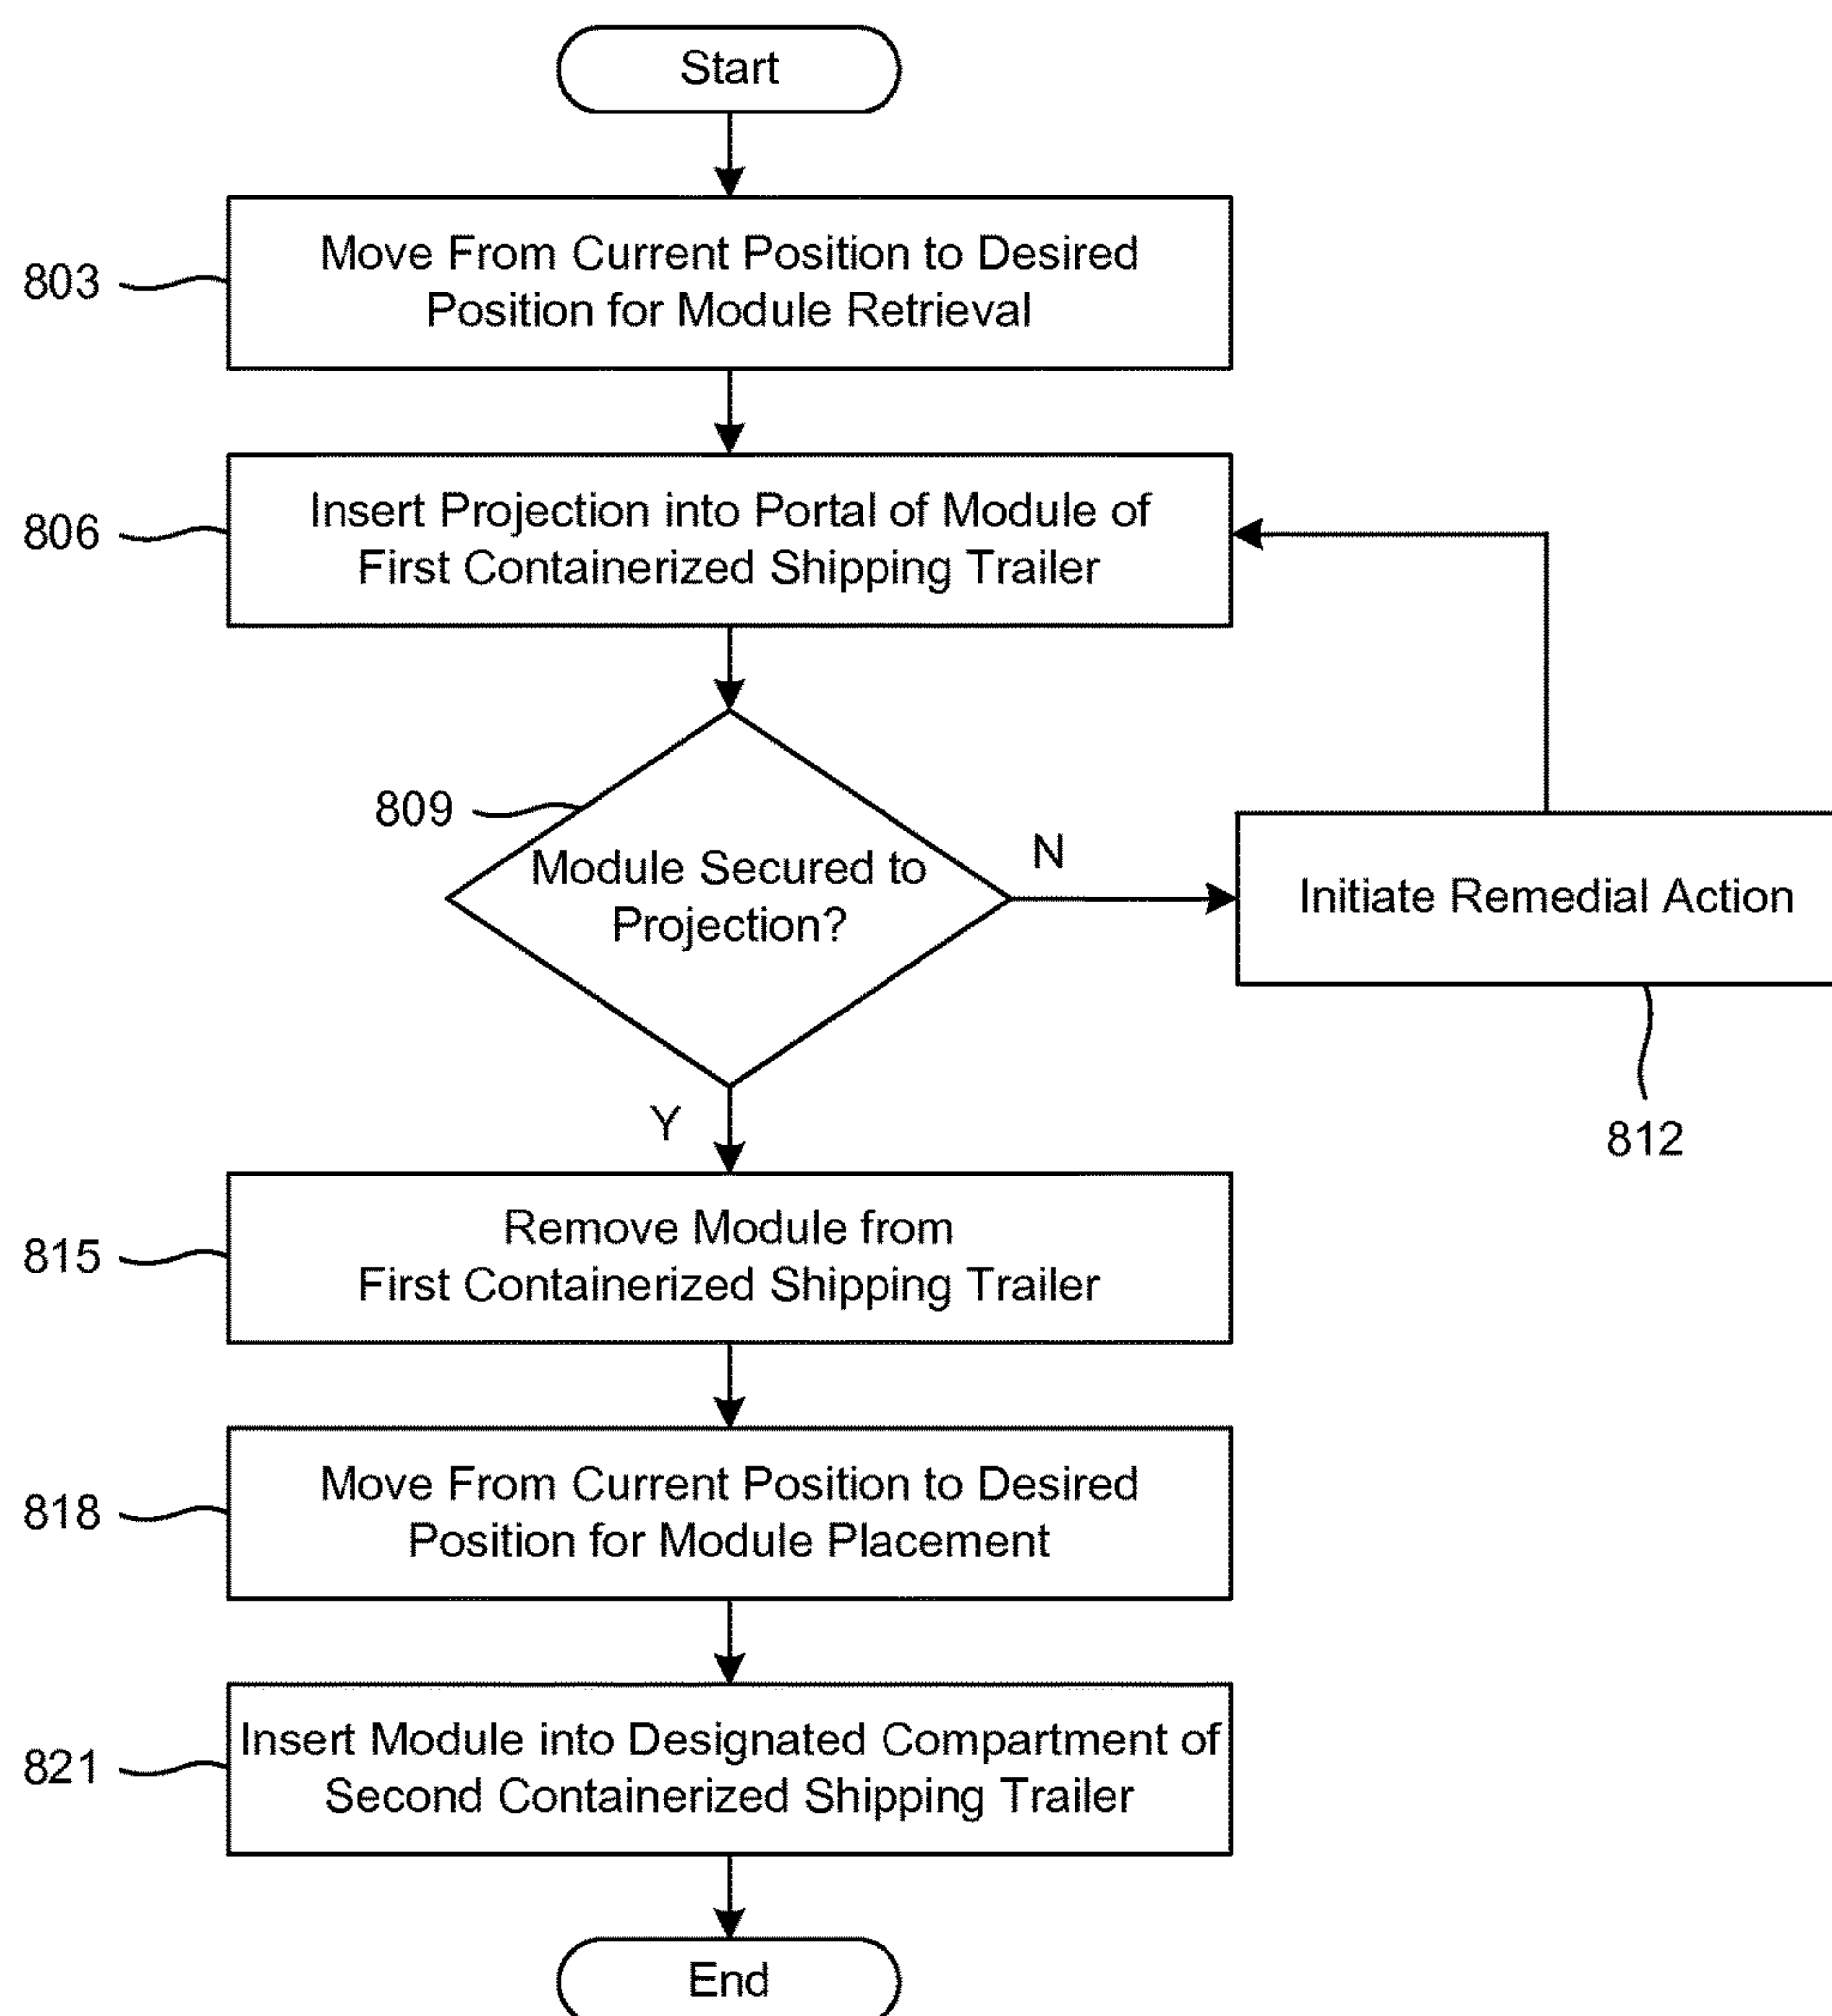 Start
803
Move From Current Position to Desired
Position for Module Retrieval
806
Insert Projection into Portal of Module of
First Containerized Shipping Trailer
809
Module Secured to
Projection?
N
Initiate Remedial Action
812
Y
815
Remove Module from
First Containerized Shipping Trailer
818
Move From Current Position to Desired
Position for Module Placement
821
Insert Module into Designated Compartment of
Second Containerized Shipping Trailer
End